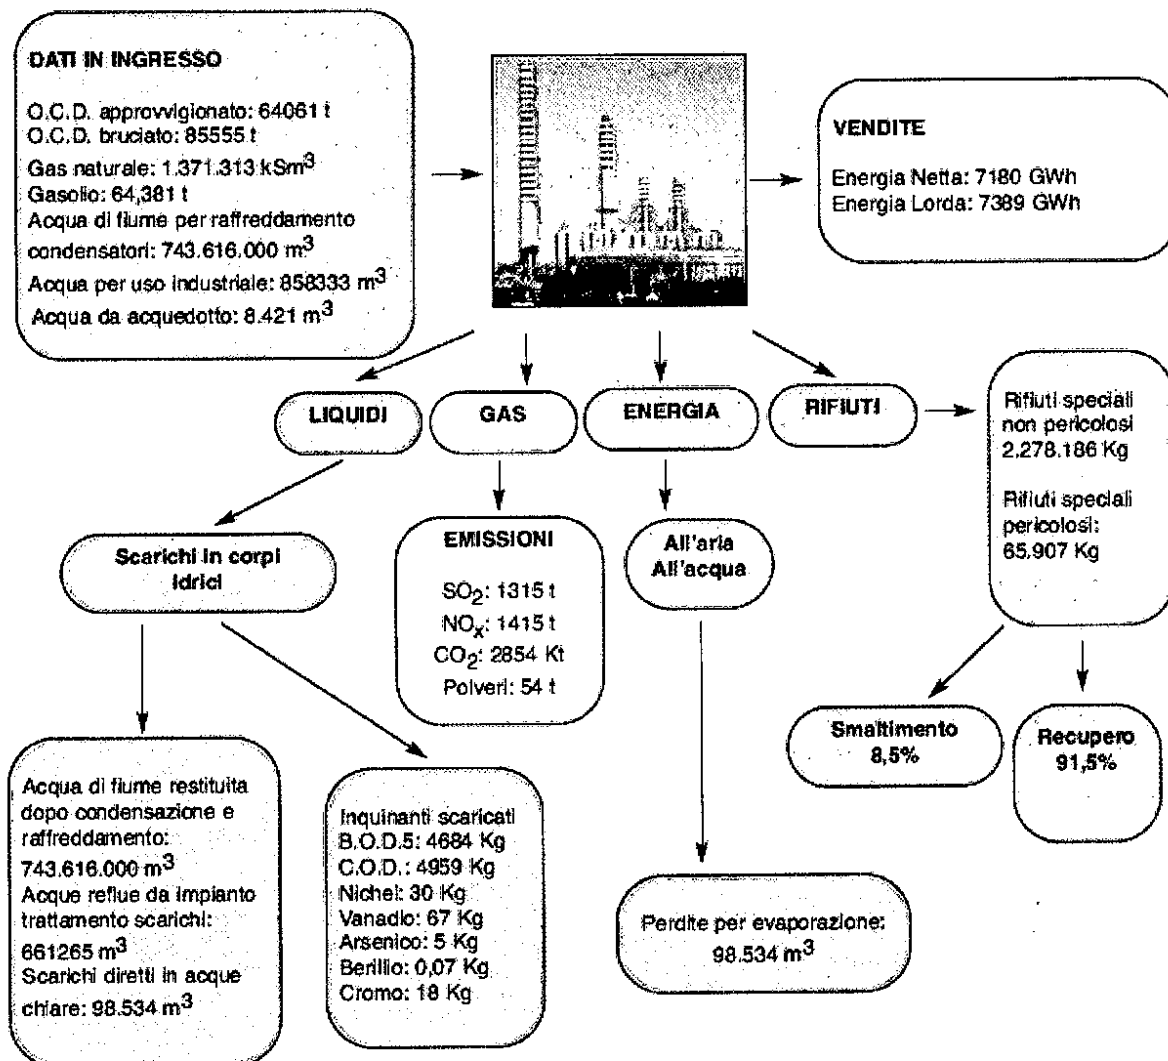 DATI IN INGRESSO
O.C.D. approvvigionato: 64061 t
O.C.D. bruciato: 85555 t
Gas naturale: 1.371.313 kSm³
Gasolio: 64,381 t
Acqua di fiume per raffreddamento
condensatori: 743.616.000 m³
Acqua per uso industriale: 858333 m³
Acqua da acquedotto: 8.421 m³
VENDITE
Energia Netta: 7180 GWh
Energia Lorda: 7389 GWh
LIQUIDI
GAS
ENERGIA
RIFIUTI
Rifiuti speciali
non pericolosi
2.278.186 Kg
Rifiuti speciali
pericolosi:
65.907 Kg
Scarichi in corpi
idrici
EMISSIONI
SO₂: 1315 t
NOₓ: 1415 t
CO₂: 2854 Kt
Polveri: 54 t
All'aria
All'acqua
Smaltimento
8,5%
Recupero
91,5%
Acqua di fiume restituita
dopo condensazione e
raffreddamento:
743.616.000 m³
Acque reflue da impianto
trattamento scarichi:
661265 m³
Scarichi diretti in acque
chiare: 98.534 m³
Inquinanti scaricati
B.O.D.5: 4684 Kg
C.O.D.: 4959 Kg
Nichel: 30 Kg
Vanadio: 67 Kg
Arsenico: 5 Kg
Berillio: 0,07 Kg
Cromo: 18 Kg
Perdite per evaporazione:
98.534 m³